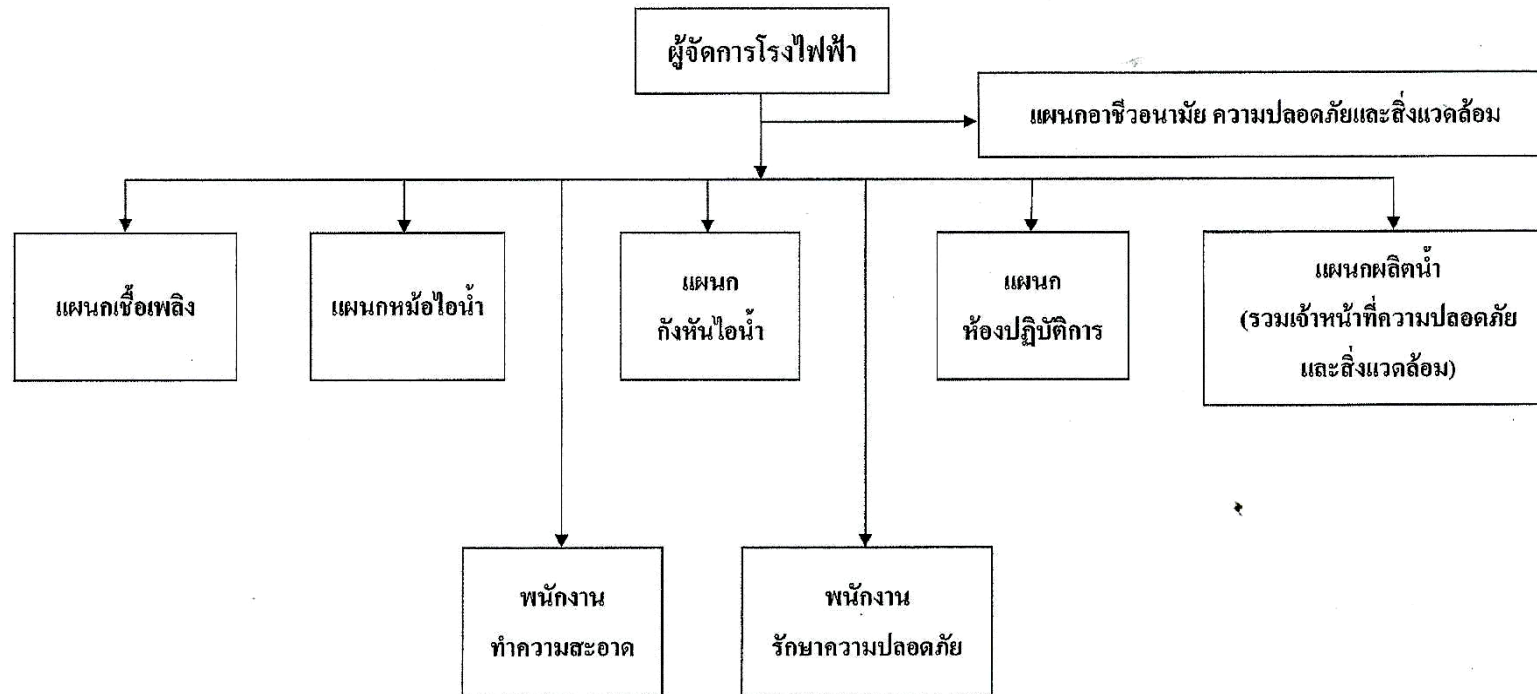 ผู้จัดการโรงไฟฟ้า
แผนกอาชีวอนามัย ความปลอดภัยและสิ่งแวดล้อม
แผนกเชื้อเพลิง
แผนกหม้อไอน้ำ
แผนก
กังหันไอน้ำ
แผนก
ห้องปฏิบัติการ
แผนกผลิตน้ำ
(รวมเจ้าหน้าที่ความปลอดภัย
และสิ่งแวดล้อม)
พนักงาน
ทำความสะอาด
พนักงาน
รักษาความปลอดภัย